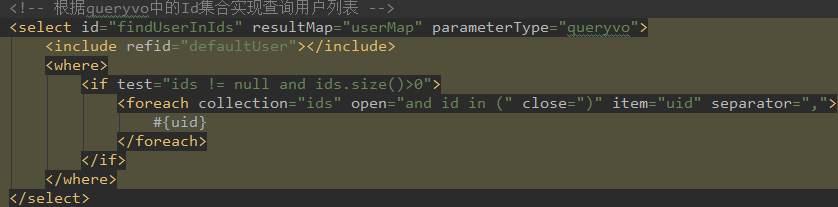 <!-- 根据queryvo中的Id集合实现查询用户列表 -->
<select id="findUserInIds" resultMap="userMap" parameterType="queryvo">
    <include refid="defaultUser"></include>
    <where>
        <if test="ids != null and ids.size()>0">
            <foreach collection="ids" open="and id in (" close=")" item="uid" separator=",">
                #{uid}
            </foreach>
        </if>
    </where>
</select>